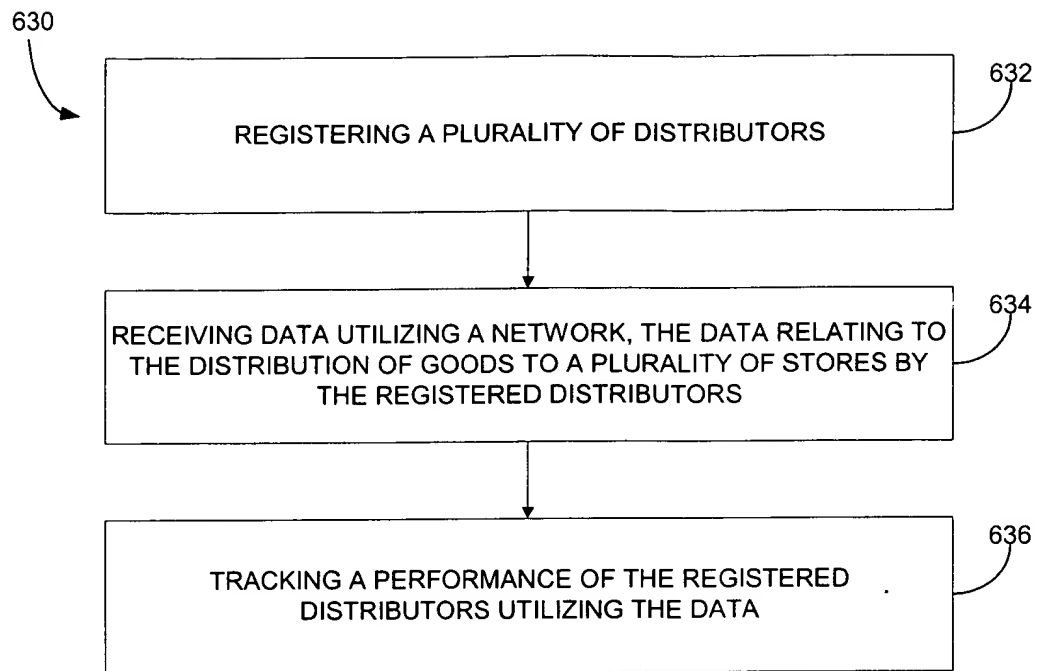 630
632
REGISTERING A PLURALITY OF DISTRIBUTORS
634
RECEIVING DATA UTILIZING A NETWORK, THE DATA RELATING TO
THE DISTRIBUTION OF GOODS TO A PLURALITY OF STORES BY
THE REGISTERED DISTRIBUTORS
636
TRACKING A PERFORMANCE OF THE REGISTERED
DISTRIBUTORS UTILIZING THE DATA